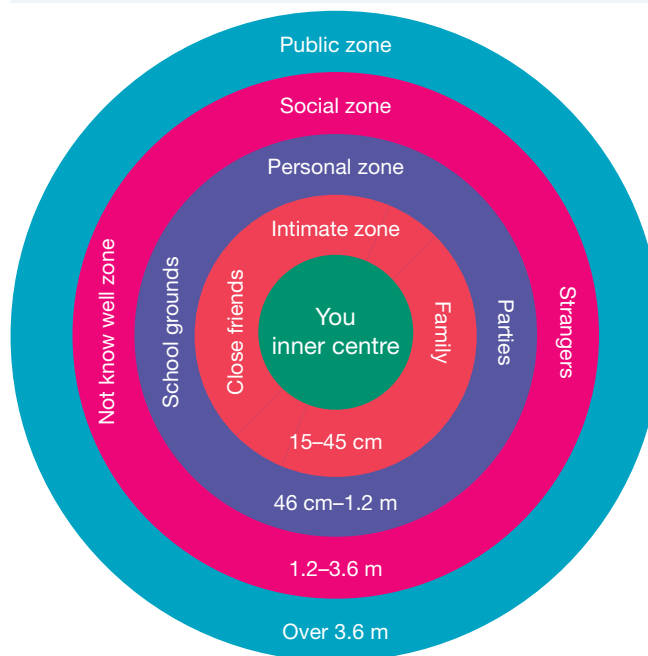 Public zone
Social zone
Personal zone
Intimate zone
Not know well zone
School grounds
Close friends
You
inner centre
Family
Parties
Strangers
15–45 cm
46 cm–1.2 m
1.2–3.6 m
Over 3.6 m